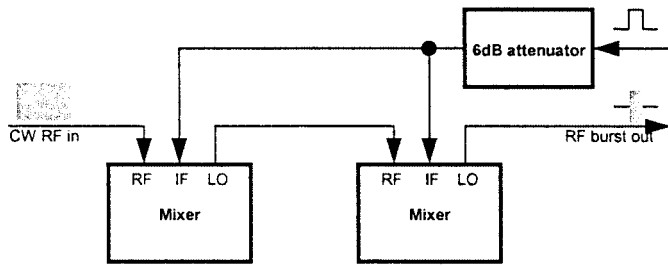 6dB attenuator
CW RF in
RF burst out
RF IF LO
Mixer
RF IF LO
Mixer